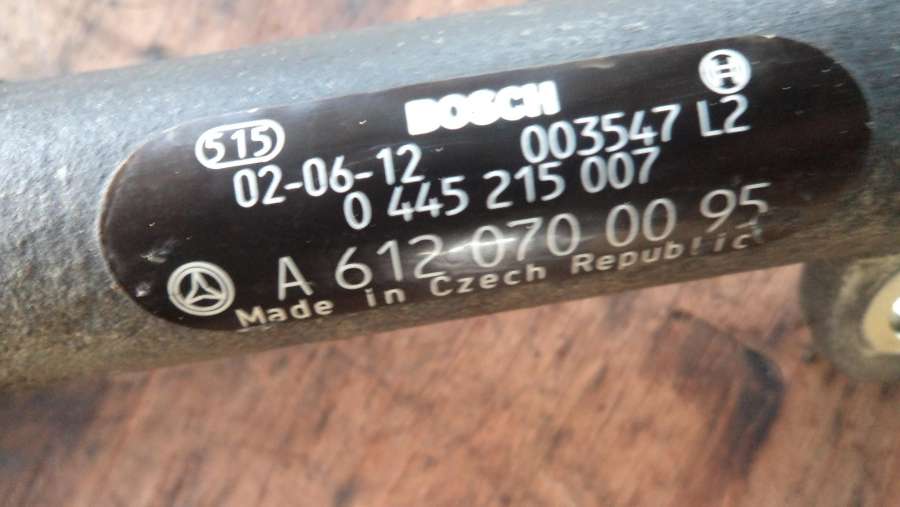 BOSCH
515
02-06-12 003547 L2
0 445 215 007
A 612 070 00 95
Made in Czech Republic